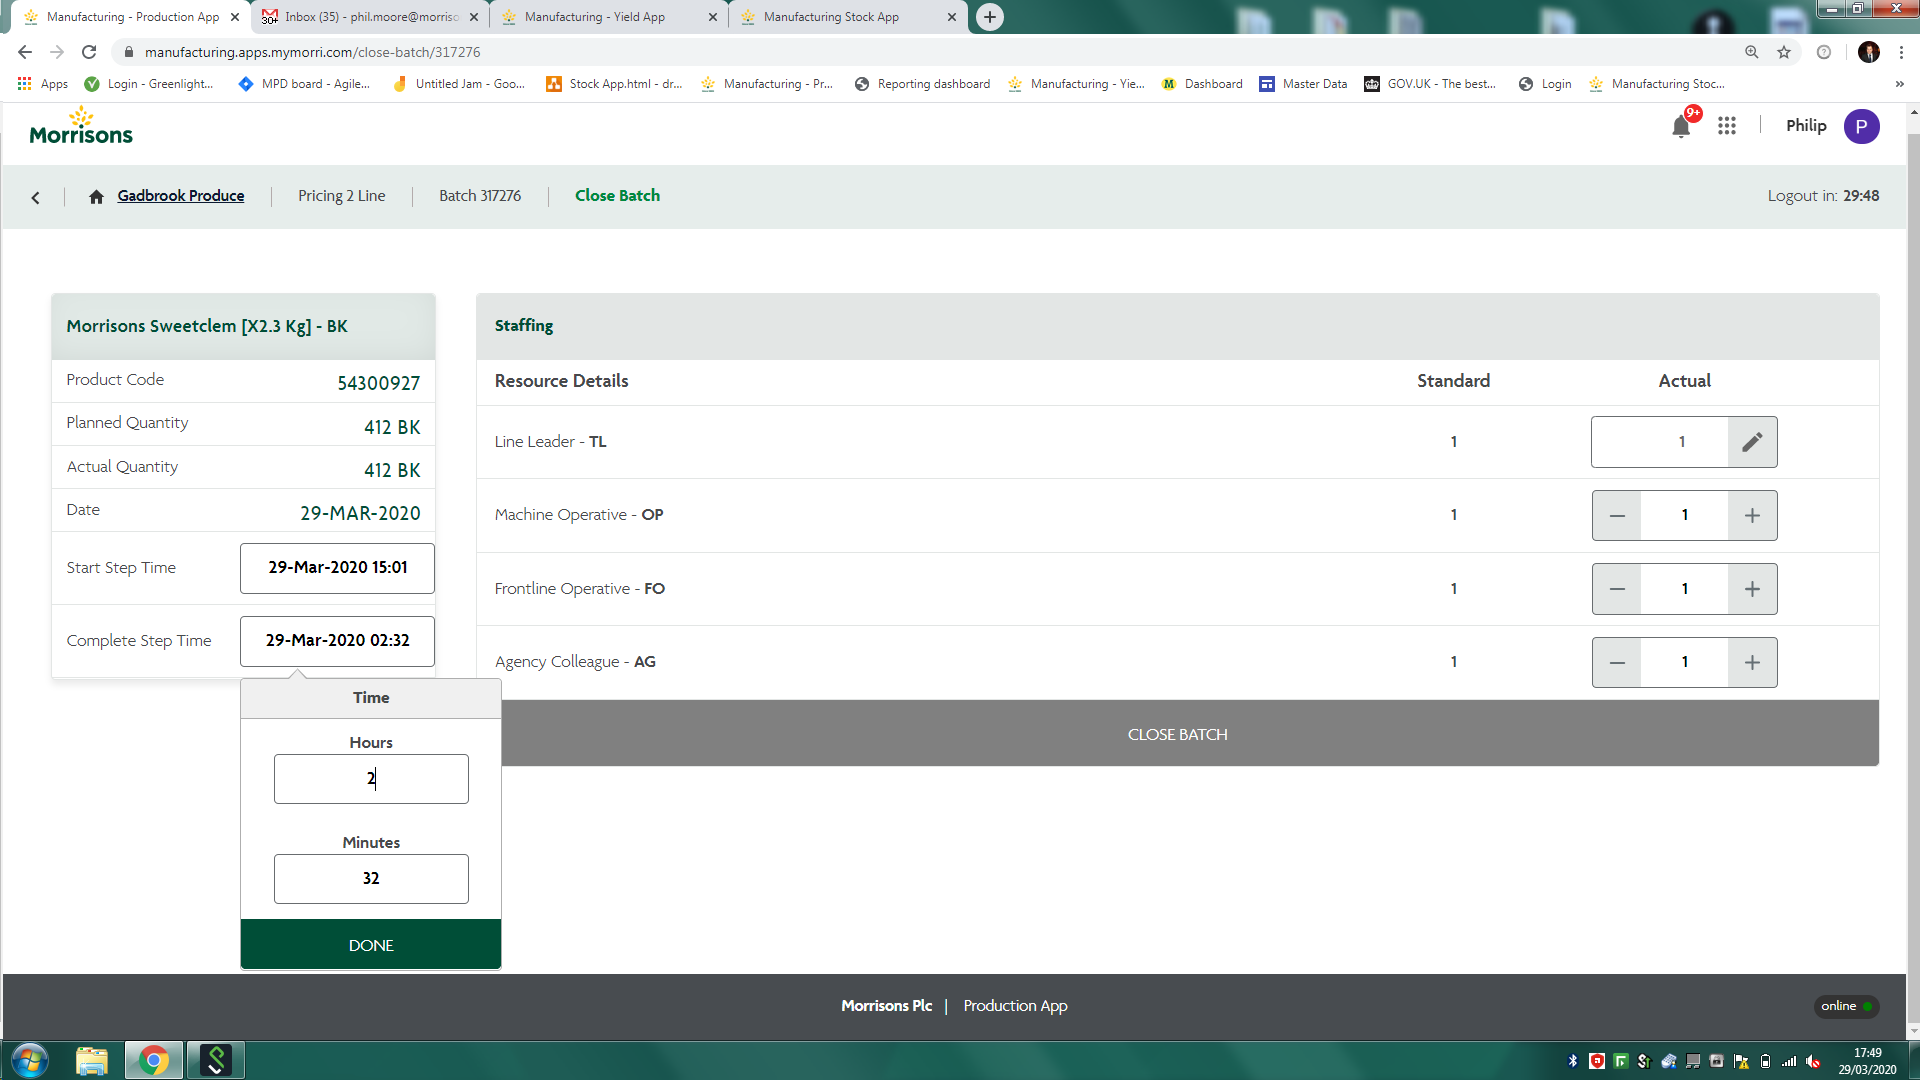 Manufacturing - Production App
Inbox (35) - phil.moore@morriso
Manufacturing - Yield App
Manufacturing Stock App
manufacturing.apps.mymorri.com/close-batch/317276
Apps
Login - Greenlight...
MPD board - Agile...
Untitled Jam - Goo...
Stock App.html - dr...
Manufacturing - Pr...
Reporting dashboard
Manufacturing - Yie...
Dashboard
Master Data
GOV.UK - The best...
Login
Manufacturing Stoc...
»
Morrisons
9+
Philip
P
Gadbrook Produce
Pricing 2 Line
Batch 317276
Close Batch
Logout in: 29:48
Morrisons Sweetclem [X2.3 Kg] - BK
Product Code 54300927
Planned Quantity 412 BK
Actual Quantity 412 BK
Date 29-MAR-2020
Start Step Time 29-Mar-2020 15:01
Complete Step Time 29-Mar-2020 02:32
Time
Hours
2
Minutes
32
DONE
Staffing
Resource Details Standard Actual
Line Leader - TL 1 1
Machine Operative - OP 1 − 1 +
Frontline Operative - FO 1 − 1 +
Agency Colleague - AG 1 − 1 +
CLOSE BATCH
Morrisons Plc | Production App
online
17:49
29/03/2020